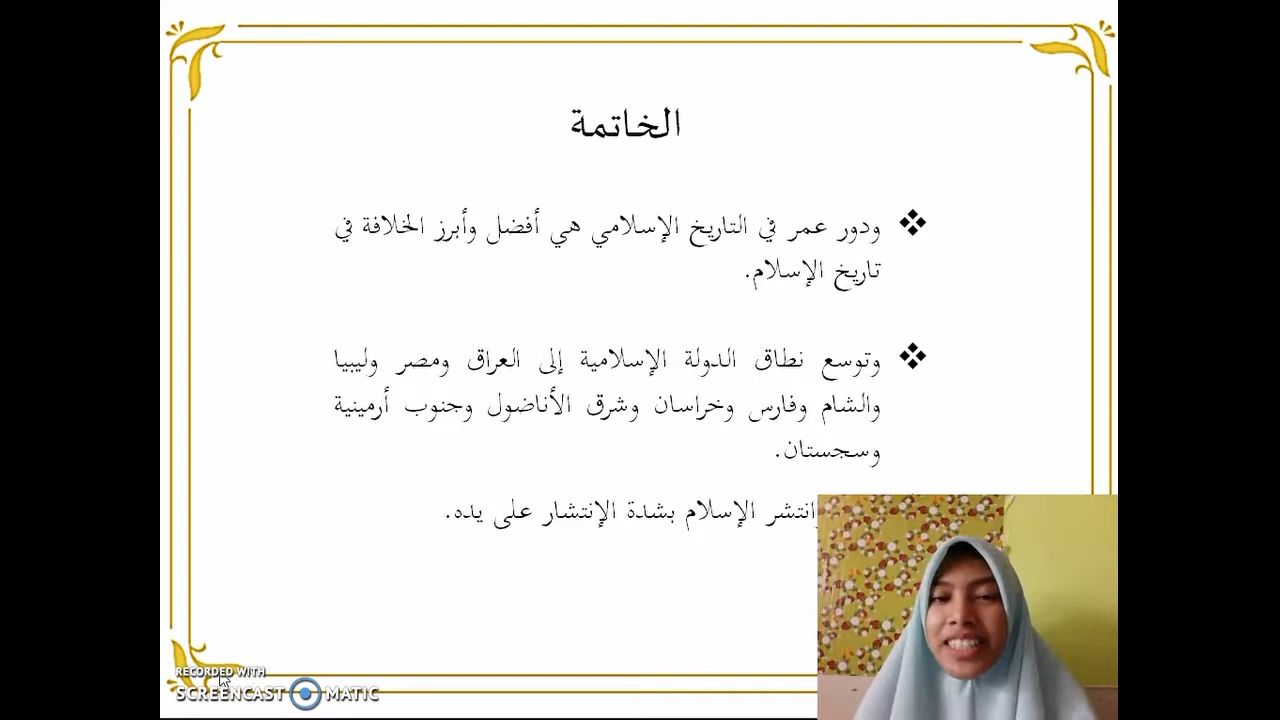 الخاتمة
ودور عمر في التاريخ الإسلامي هي أفضل وأبرز الخلافة في
تاريخ الإسلام.
وتوسع نطاق الدولة الإسلامية إلى العراق ومصر وليبيا
والشام وفارس وخراسان وشرق الأناضول وجنوب أرمينية
وسجستان.
وانتشر الإسلام بشدة الإنتشار على يده.
RECORDED WITH
SCREENCAST MATIC